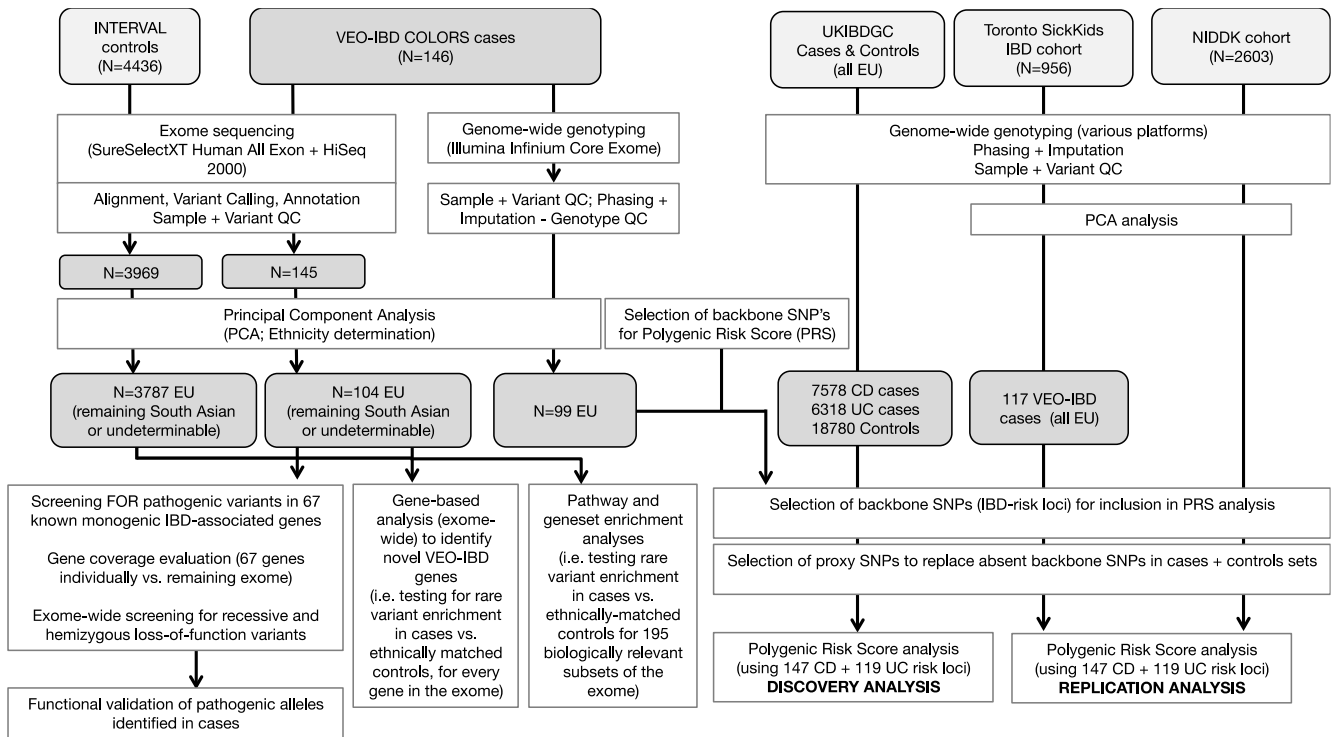 INTERVAL
controls
(N=4436)
VEO-IBD COLORS cases
(N=146)
UKIBDGC
Cases & Controls
(all EU)
Toronto SickKids
IBD cohort
(N=956)
NIDDK cohort
(N=2603)
Exome sequencing
(SureSelectXT Human All Exon + HiSeq
2000)
Genome-wide genotyping
(Illumina Infinium Core Exome)
Genome-wide genotyping (various platforms)
Phasing + Imputation
Sample + Variant QC
Alignment, Variant Calling, Annotation
Sample + Variant QC
Sample + Variant QC; Phasing +
Imputation - Genotype QC
PCA analysis
N=3969
N=145
Principal Component Analysis
(PCA; Ethnicity determination)
Selection of backbone SNP's
for Polygenic Risk Score (PRS)
N=3787 EU
(remaining South Asian
or undeterminable)
N=104 EU
(remaining South Asian
or undeterminable)
N=99 EU
7578 CD cases
6318 UC cases
18780 Controls
117 VEO-IBD
cases (all EU)
Screening FOR pathogenic variants in 67
known monogenic IBD-associated genes
Gene coverage evaluation (67 genes
individually vs. remaining exome)
Exome-wide screening for recessive and
hemizygous loss-of-function variants
Gene-based
analysis (exome-
wide) to identify
novel VEO-IBD
genes
(i.e. testing for rare
variant enrichment
in cases vs.
ethnically matched
controls, for every
gene in the exome)
Pathway and
geneset enrichment
analyses
(i.e. testing rare
variant enrichment
in cases vs.
ethnically-matched
controls for 195
biologically relevant
subsets of the
exome)
Selection of backbone SNPs (IBD-risk loci) for inclusion in PRS analysis
Selection of proxy SNPs to replace absent backbone SNPs in cases + controls sets
Polygenic Risk Score analysis
(using 147 CD + 119 UC risk loci)
DISCOVERY ANALYSIS
Polygenic Risk Score analysis
(using 147 CD + 119 UC risk loci)
REPLICATION ANALYSIS
Functional validation of pathogenic alleles
identified in cases